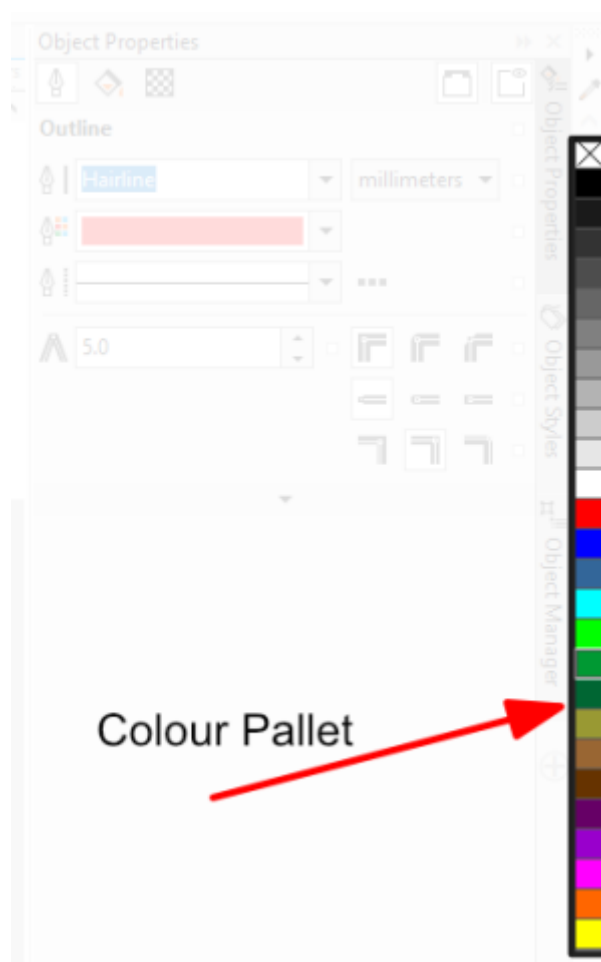 Object Properties
Outline
Hairline
millimeters
5.0
Object Properties
Object Styles
Object Manager
Colour Pallet